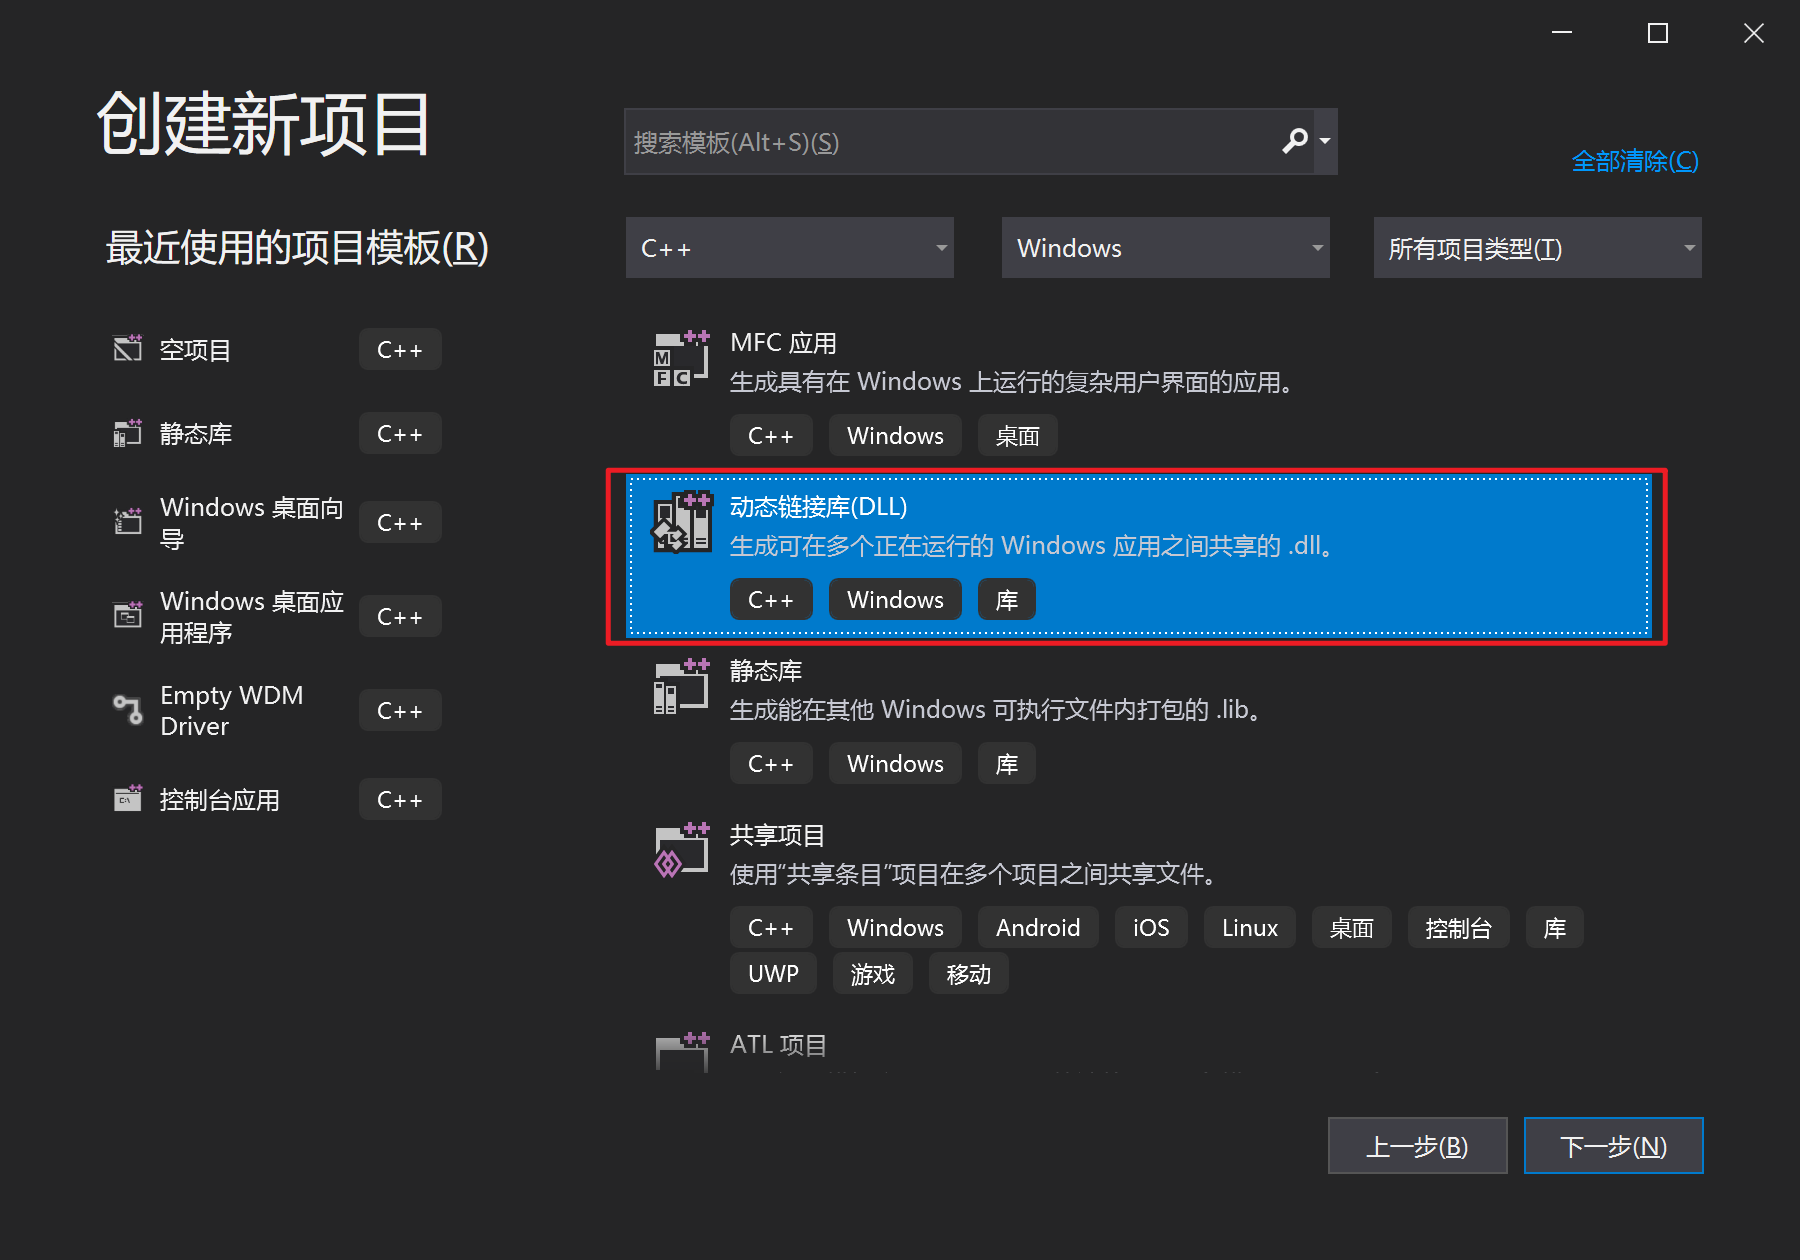 创建新项目
搜索模板(Alt+S)(S)
全部清除(C)
最近使用的项目模板(R)
C++
Windows
所有项目类型(T)
空项目
C++
静态库
C++
Windows 桌面向
导
C++
Windows 桌面应
用程序
C++
Empty WDM
Driver
C++
控制台应用
C++
MFC 应用
生成具有在 Windows 上运行的复杂用户界面的应用。
C++ Windows 桌面
动态链接库(DLL)
生成可在多个正在运行的 Windows 应用之间共享的 .dll。
C++ Windows 库
静态库
生成能在其他 Windows 可执行文件内打包的 .lib。
C++ Windows 库
共享项目
使用“共享条目”项目在多个项目之间共享文件。
C++ Windows Android iOS Linux 桌面 控制台 库
UWP 游戏 移动
ATL 项目
上一步(B)
下一步(N)